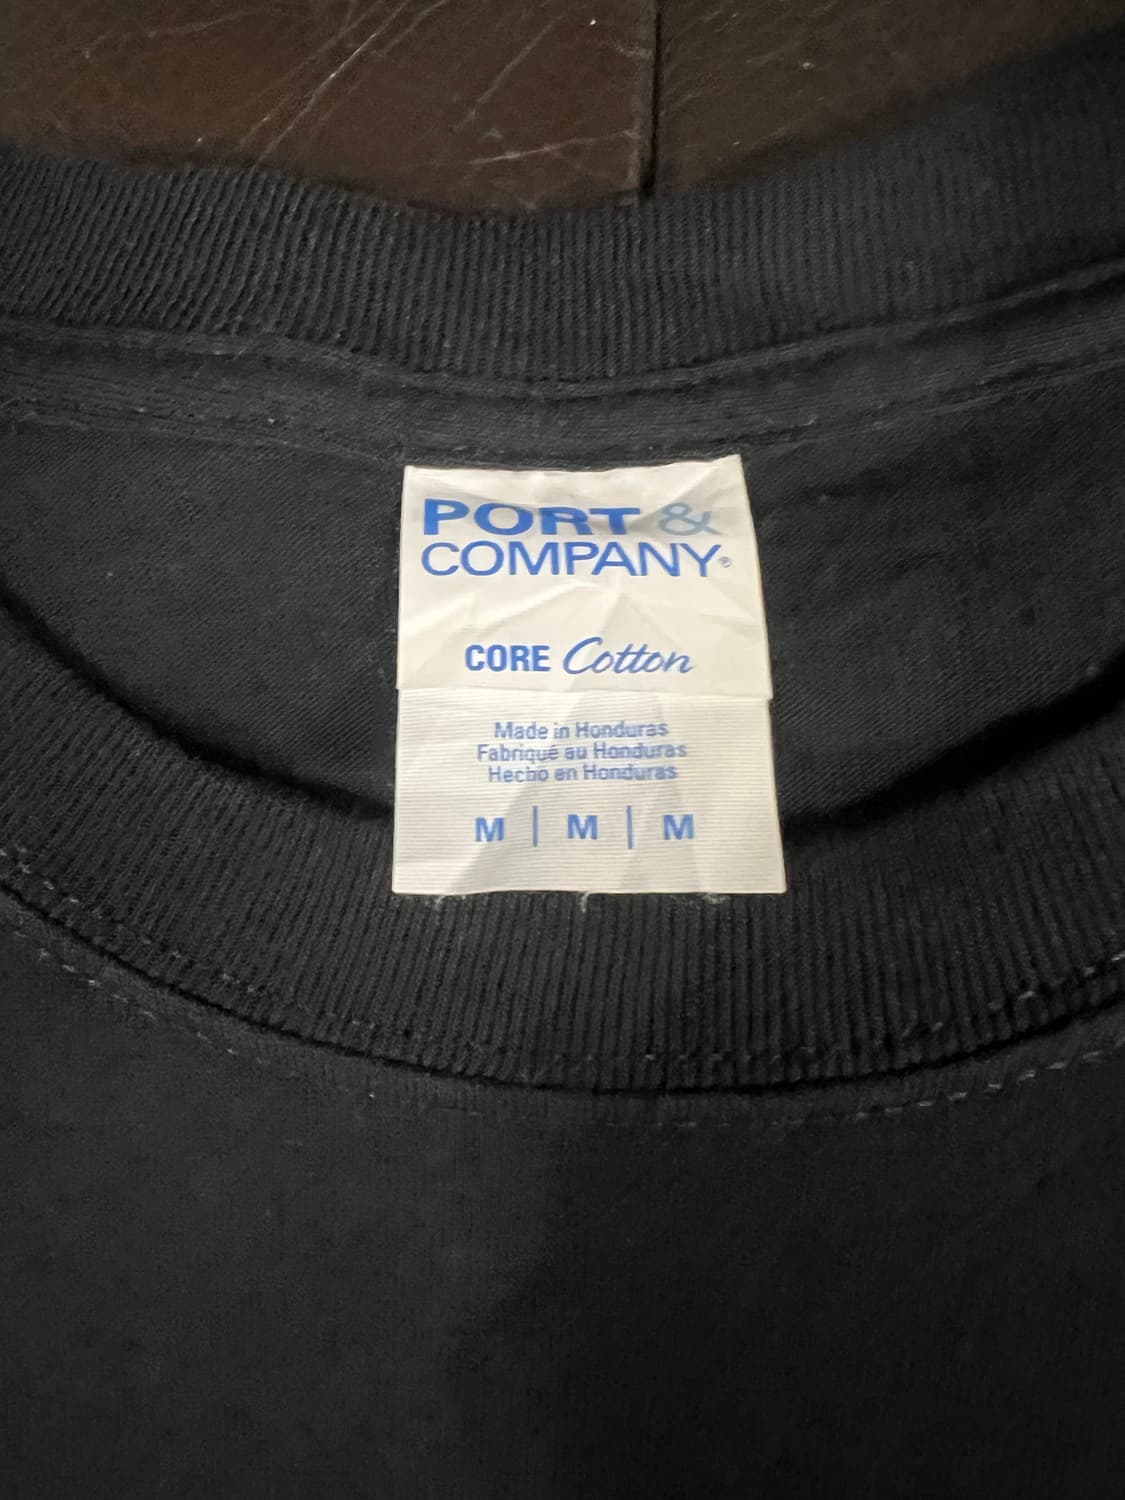 PORT &
COMPANY®
CORE Cotton
Made in Honduras
Fabriqué au Honduras
Hecho en Honduras
M | M | M